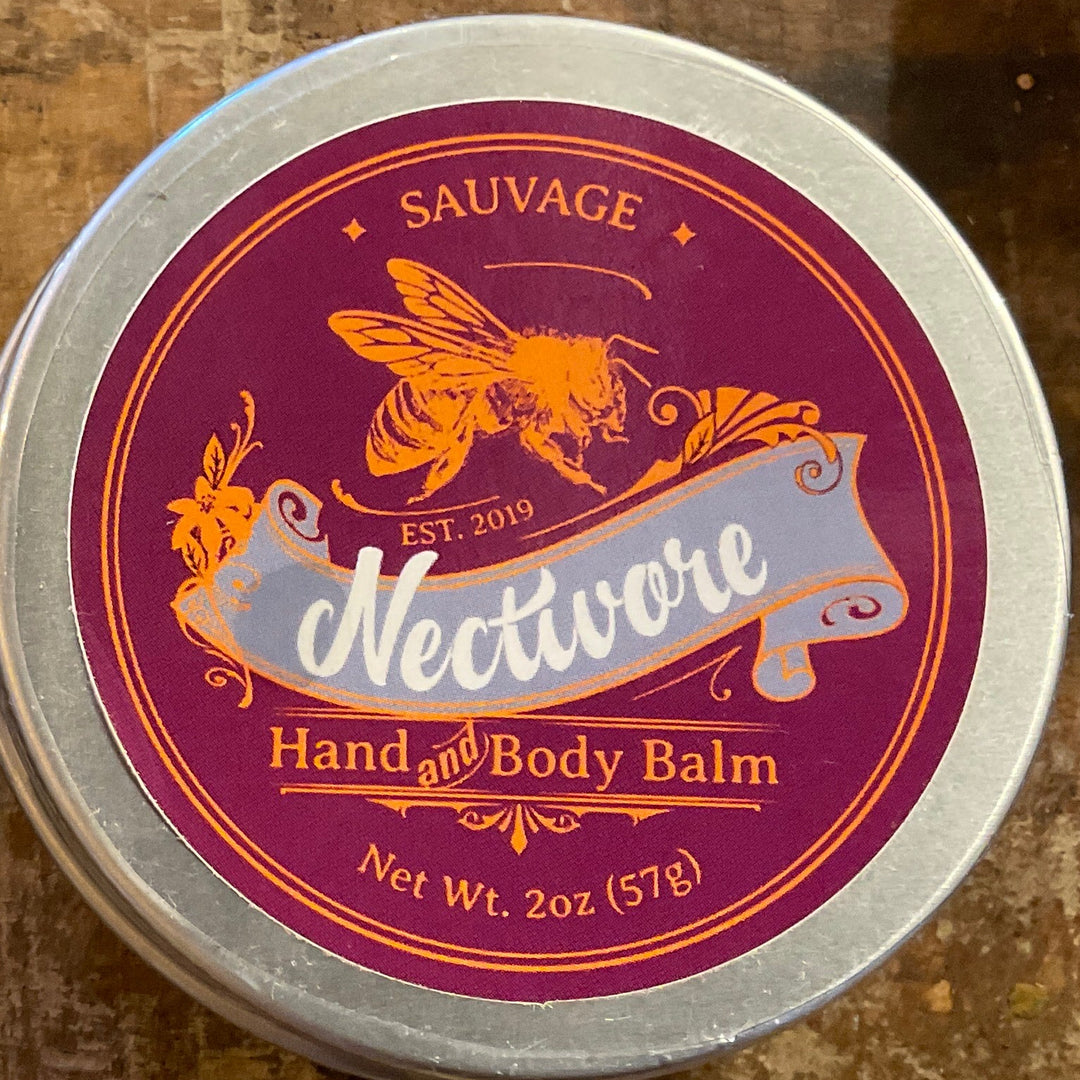 SAUVAGE
EST. 2019
Nectivore
Hand and Body Balm
Net Wt. 2oz (57g)